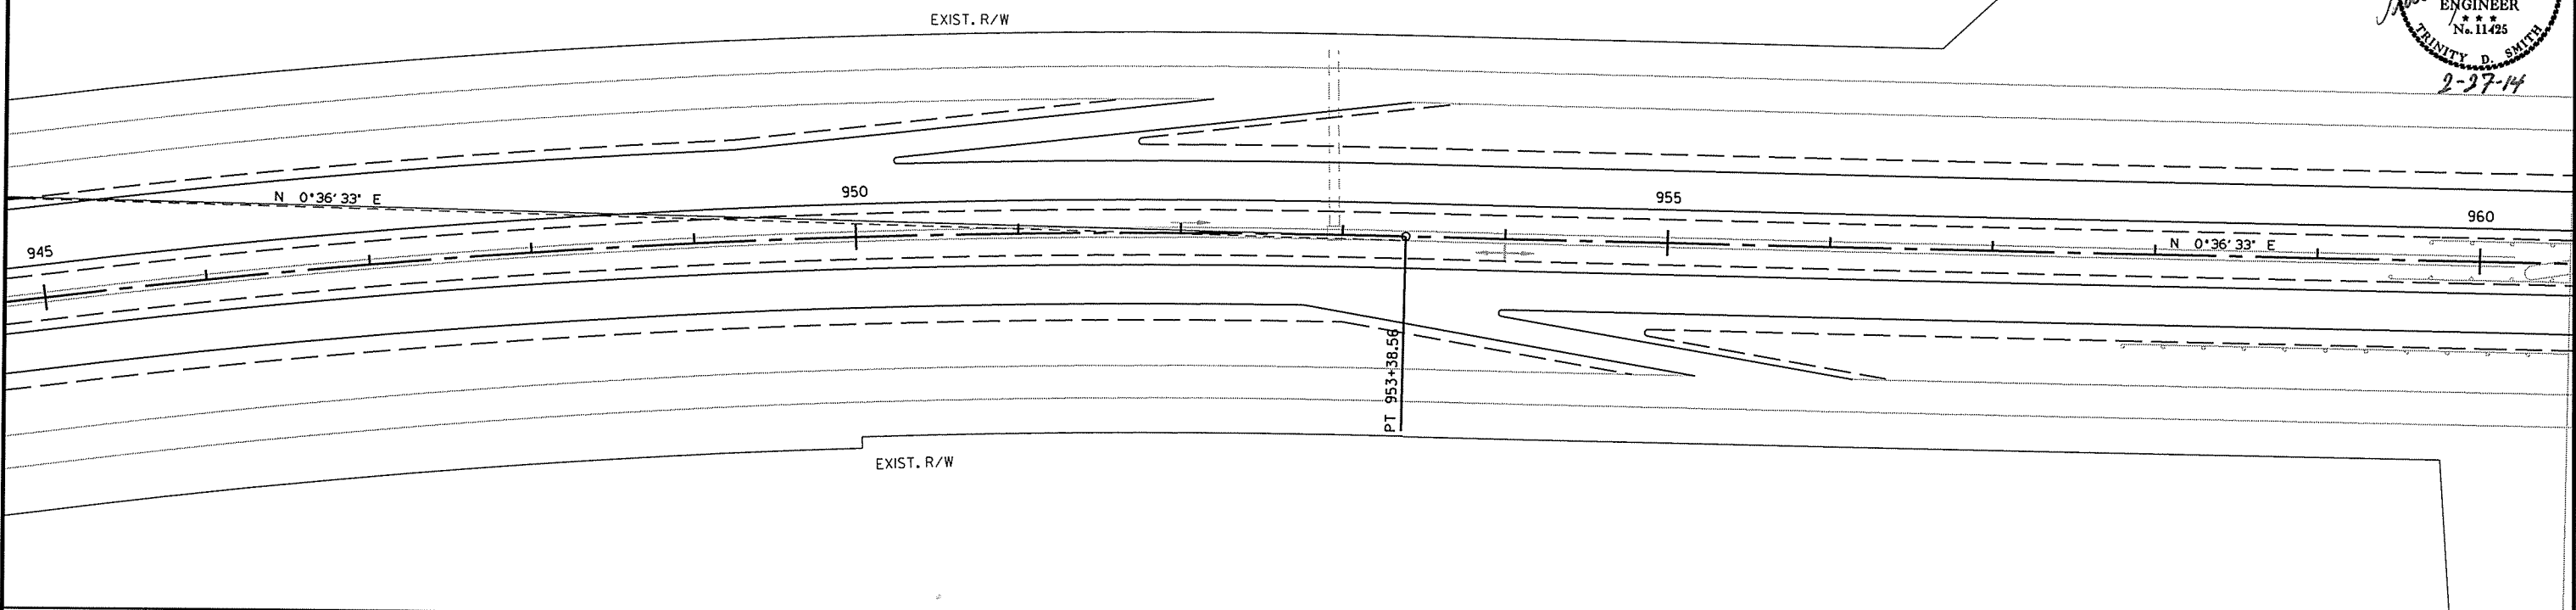 EXIST. R/W
ENGINEER
★ ★ ★
No. 11425
TRINITY D. SMITH
2-27-14
N 0°36'33" E
950
955
960
945
N 0°36'33" E
PT 953+38.56
EXIST. R/W